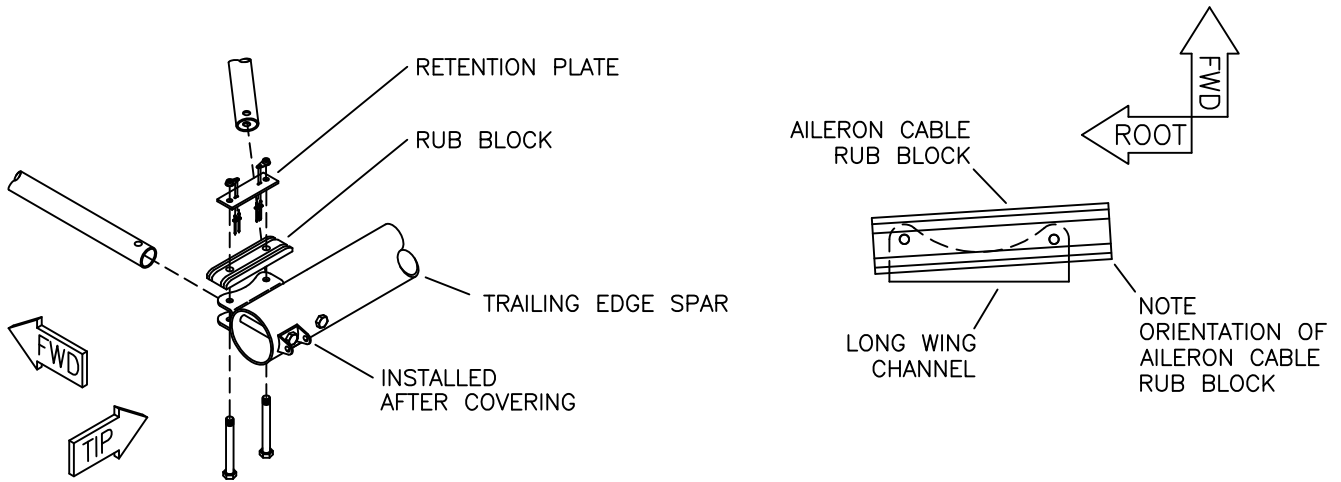 RETENTION PLATE
RUB BLOCK
TRAILING EDGE SPAR
INSTALLED
AFTER COVERING
FWD
TIP
FWD
ROOT
AILERON CABLE
RUB BLOCK
LONG WING
CHANNEL
NOTE
ORIENTATION OF
AILERON CABLE
RUB BLOCK